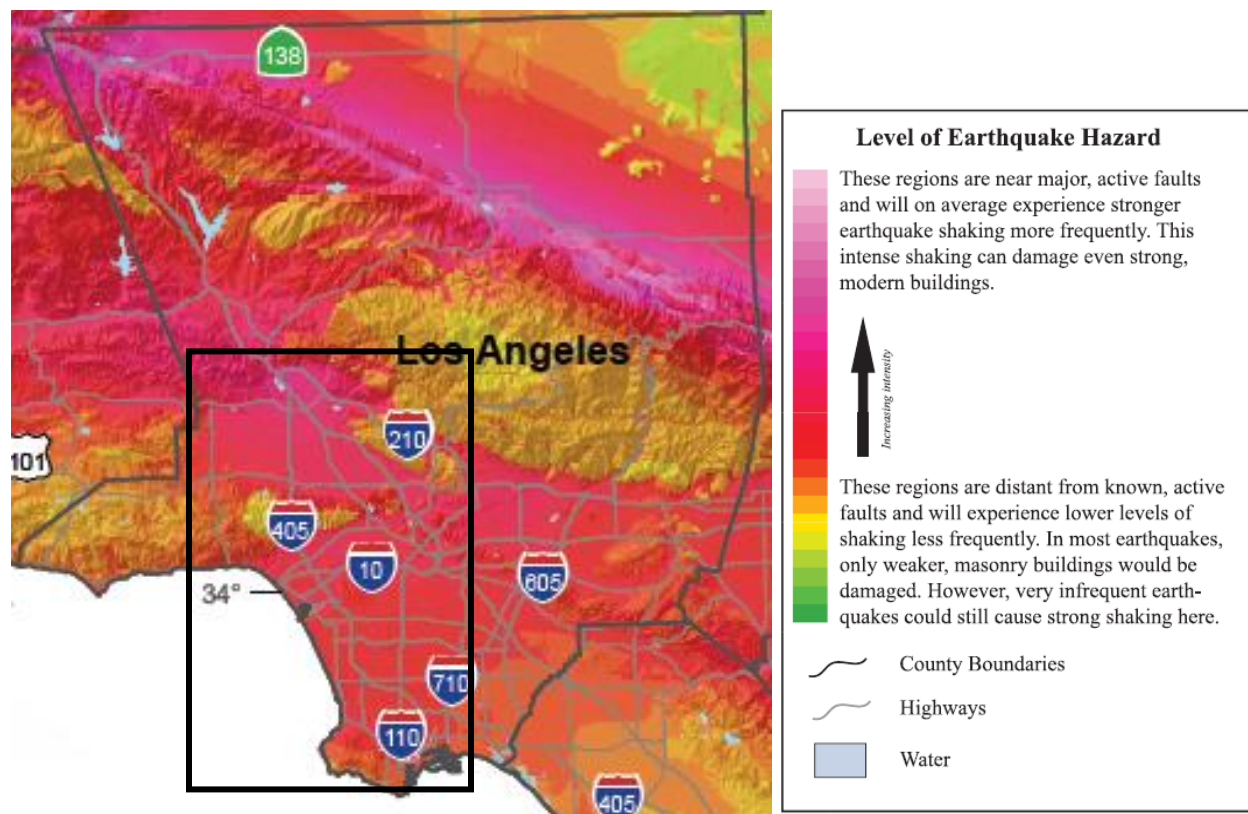 138
Los Angeles
210
101
405
10
605
34°
710
110
405
Level of Earthquake Hazard
These regions are near major, active faults
and will on average experience stronger
earthquake shaking more frequently. This
intense shaking can damage even strong,
modern buildings.
Increasing intensity
These regions are distant from known, active
faults and will experience lower levels of
shaking less frequently. In most earthquakes,
only weaker, masonry buildings would be
damaged. However, very infrequent earth-
quakes could still cause strong shaking here.
County Boundaries
Highways
Water